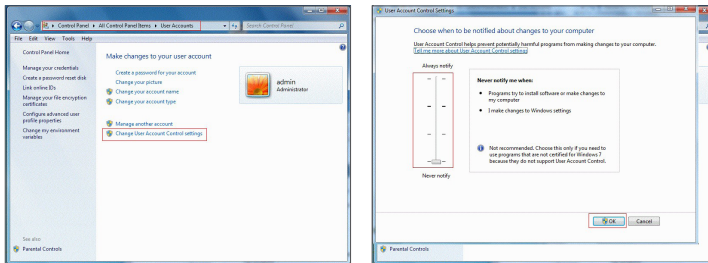 Control Panel ▸ All Control Panel Items ▸ User Accounts
Search Control Panel
File Edit View Tools Help
Control Panel Home
Manage your credentials
Create a password reset disk
Link online IDs
Manage your file encryption
certificates
Configure advanced user
profile properties
Change my environment
variables
See also
Parental Controls
Make changes to your user account
Create a password for your account
Change your picture
Change your account name
Change your account type
Manage another account
Change User Account Control settings
admin
Administrator
User Account Control Settings
Choose when to be notified about changes to your computer
User Account Control helps prevent potentially harmful programs from making changes to your computer.
Tell me more about User Account Control settings
Always notify
Never notify
Never notify me when:
• Programs try to install software or make changes to
my computer
• I make changes to Windows settings
Not recommended. Choose this only if you need to
use programs that are not certified for Windows 7
because they do not support User Account Control.
OK
Cancel
Parental Controls